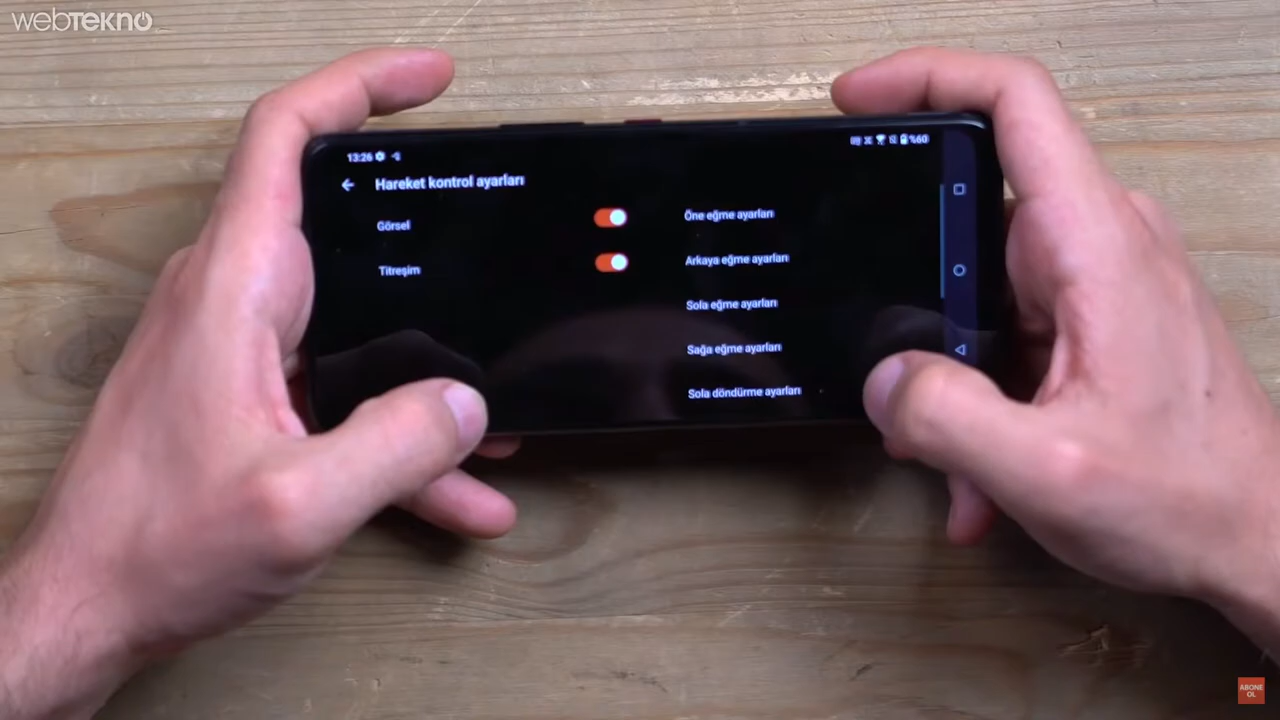 webTEKNO
13:26
%60
Hareket kontrol ayarları
Görsel
Titreşim
Öne eğme ayarları
Arkaya eğme ayarları
Sola eğme ayarları
Sağa eğme ayarları
Sola döndürme ayarları
ABONE
OL